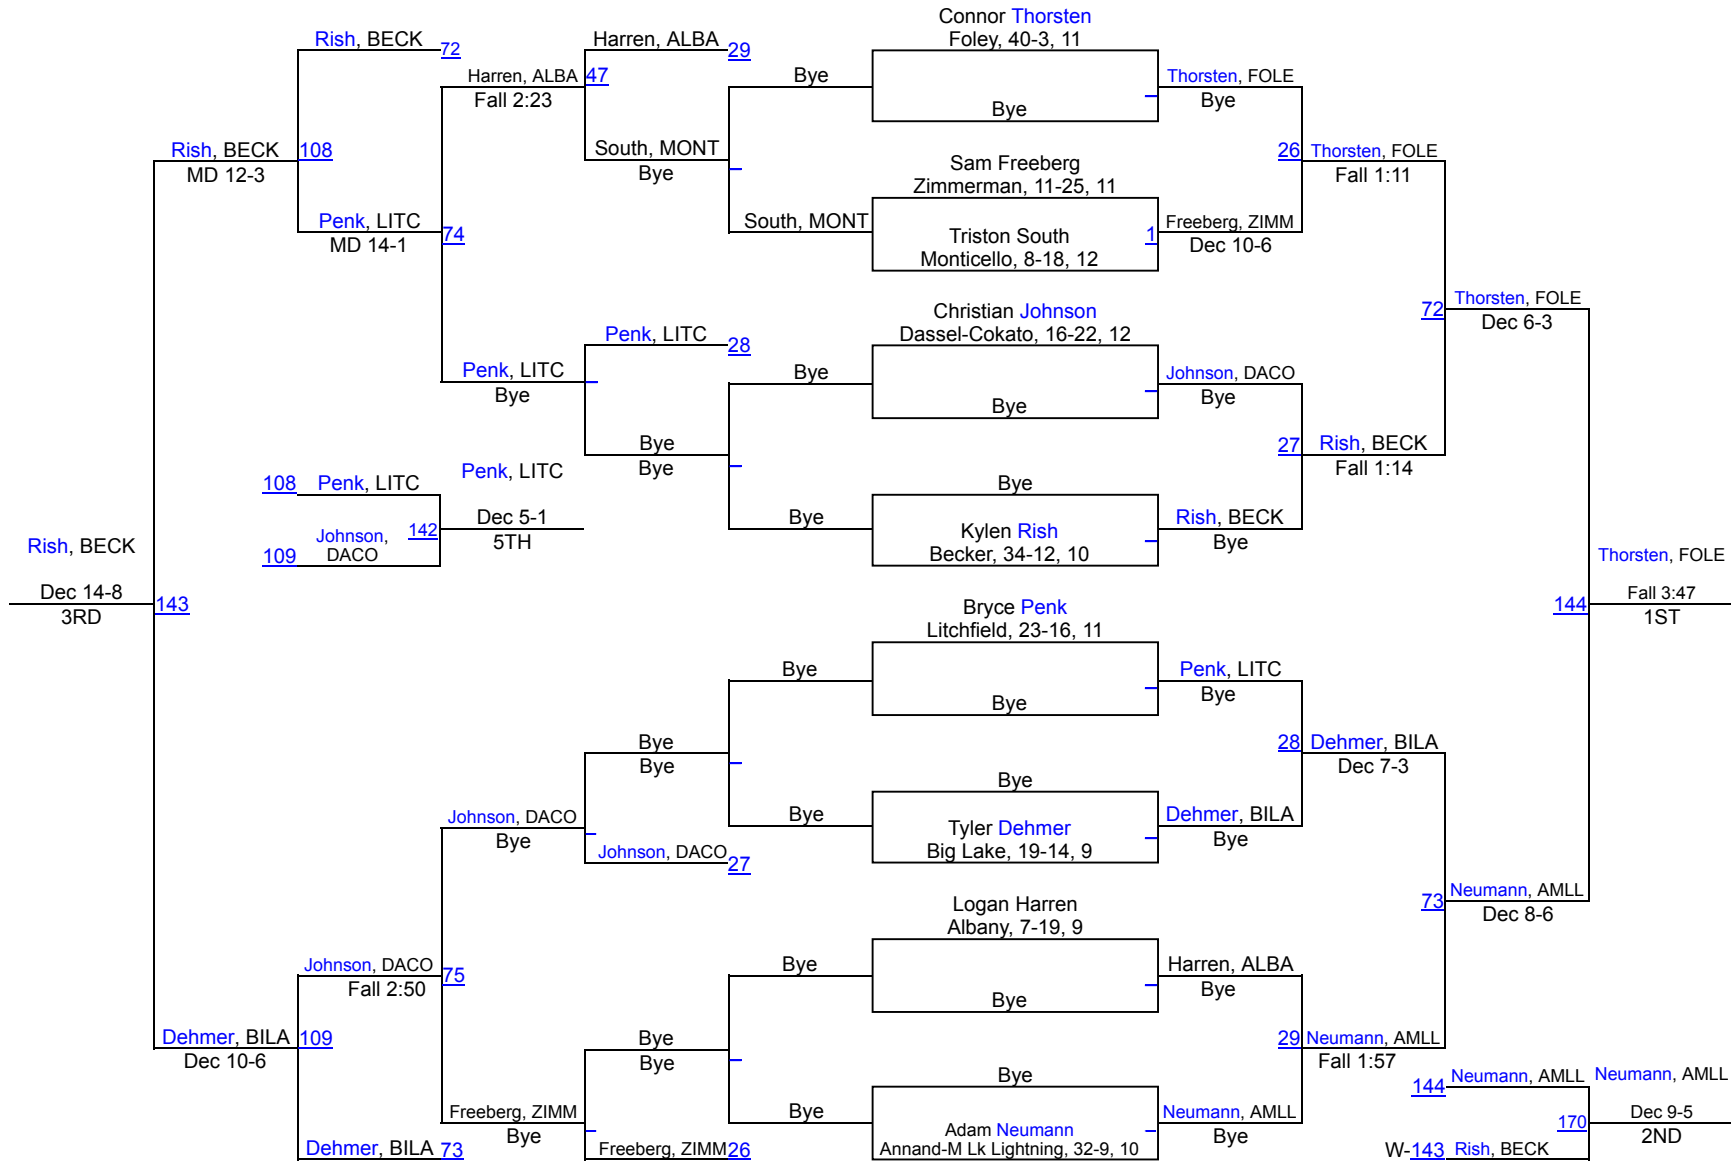 Connor Thorsten
Rish, BECK 72
Harren, ALBA 29
Foley, 40-3, 11
Harren, ALBA 47
Fall 2:23
Bye
Thorsten, FOLE
Bye
Bye
Rish, BECK 108
MD 12-3
South, MONT
Bye
Sam Freeberg
Zimmerman, 11-25, 11
26 Thorsten, FOLE
Fall 1:11
Penk, LITC
MD 14-1
74
South, MONT
Triston South
Monticello, 8-18, 12
1
Freeberg, ZIMM
Dec 10-6
Christian Johnson
Dassel-Cokato, 16-22, 12
72
Thorsten, FOLE
Dec 6-3
Penk, LITC 28
Penk, LITC
Bye
Bye
Bye
Johnson, DACO
Bye
Bye
Bye
27 Rish, BECK
Fall 1:14
108 Penk, LITC
Penk, LITC
Bye
142
Dec 5-1
5TH
Bye
Kylen Rish
Becker, 34-12, 10
Rish, BECK
Bye
109
Johnson,
DACO
Rish, BECK
Dec 14-8
3RD
143
Thorsten, FOLE
144
Fall 3:47
1ST
Bryce Penk
Litchfield, 23-16, 11
Bye
Bye
Penk, LITC
Bye
Bye
Bye
28 Dehmer, BILA
Dec 7-3
Bye
Johnson, DACO
Bye
Bye
Tyler Dehmer
Big Lake, 19-14, 9
Dehmer, BILA
Bye
Johnson, DACO 27
73
Neumann, AMLL
Dec 8-6
Logan Harren
Albany, 7-19, 9
Johnson, DACO
Fall 2:50
75
Bye
Bye
Harren, ALBA
Bye
Dehmer, BILA 109
Dec 10-6
Bye
Bye
29 Neumann, AMLL
Fall 1:57
Bye
144 Neumann, AMLL
Neumann, AMLL
Freeberg, ZIMM
Bye
Bye
Adam Neumann
Annand-M Lk Lightning, 32-9, 10
Neumann, AMLL
Bye
170
Dec 9-5
2ND
Dehmer, BILA 73
Freeberg, ZIMM 26
W-143 Rish, BECK